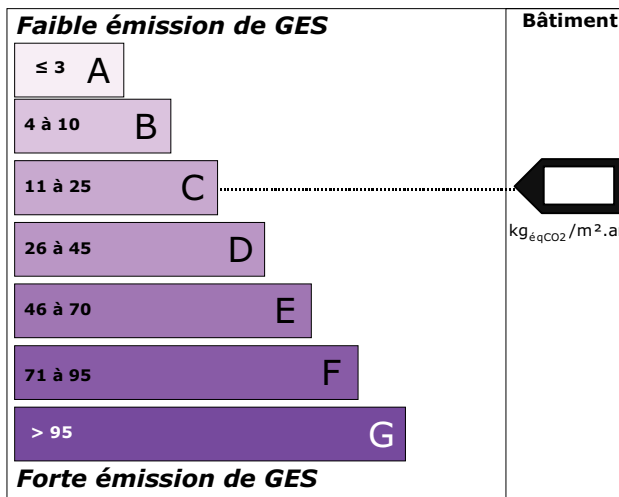 Faible émission de GES
Bâtiment
≤ 3 A
4 à 10 B
11 à 25 C
26 à 45 D
kgéqCO2/m².a
46 à 70 E
71 à 95 F
> 95 G
Forte émission de GES